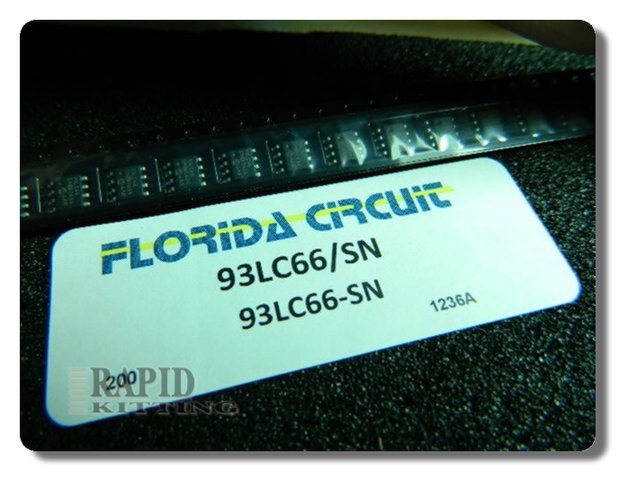 FLORIDA CIRCUIT
93LC66/SN
93LC66-SN
1236A
200
RAPID
KITTING